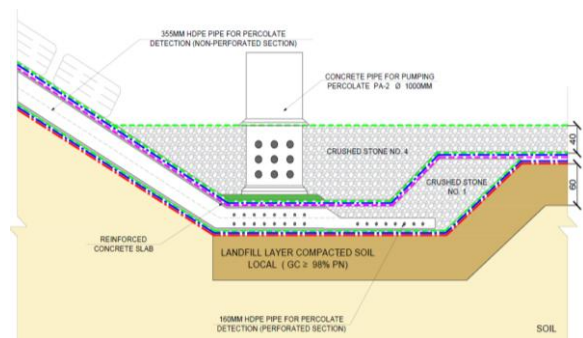 355MM HDPE PIPE FOR PERCOLATE
DETECTION (NON-PERFORATED SECTION)
CONCRETE PIPE FOR PUMPING
PERCOLATE PA-2 Ø 1000MM
CRUSHED STONE NO. 4
40
CRUSHED STONE
NO. 1
60
REINFORCED
CONCRETE SLAB
LANDFILL LAYER COMPACTED SOIL
LOCAL ( GC ≥ 98% PN)
160MM HDPE PIPE FOR PERCOLATE
DETECTION (PERFORATED SECTION)
SOIL